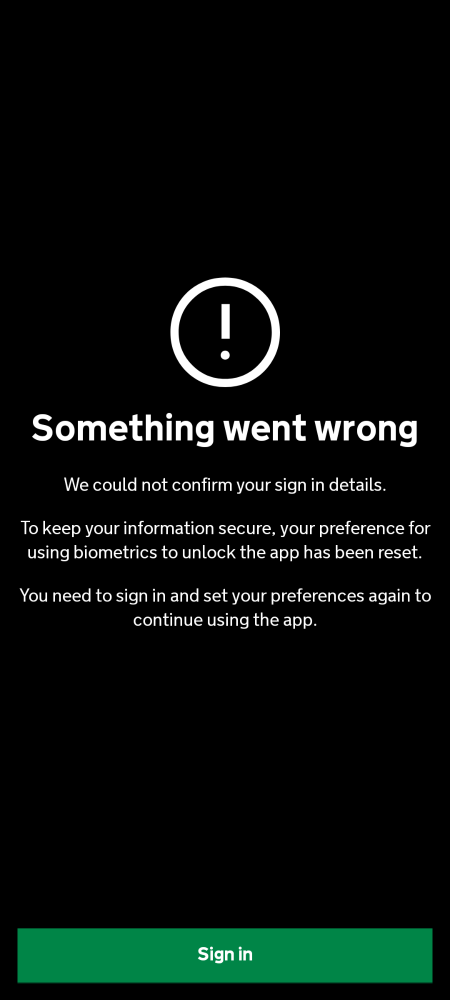 Something went wrong
We could not confirm your sign in details.
To keep your information secure, your preference for
using biometrics to unlock the app has been reset.
You need to sign in and set your preferences again to
continue using the app.
Sign in